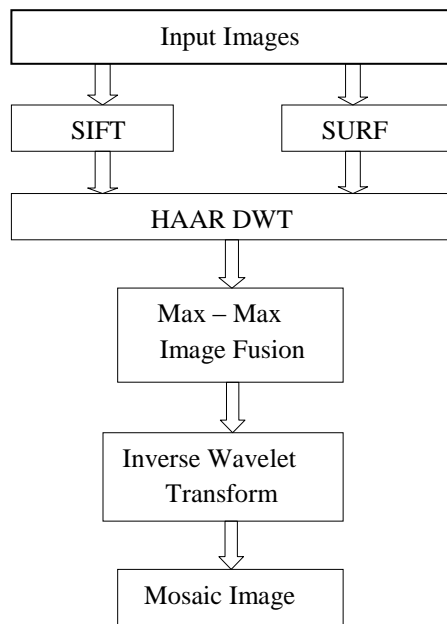 Input Images
SIFT
SURF
HAAR DWT
Max – Max
Image Fusion
Inverse Wavelet
Transform
Mosaic Image